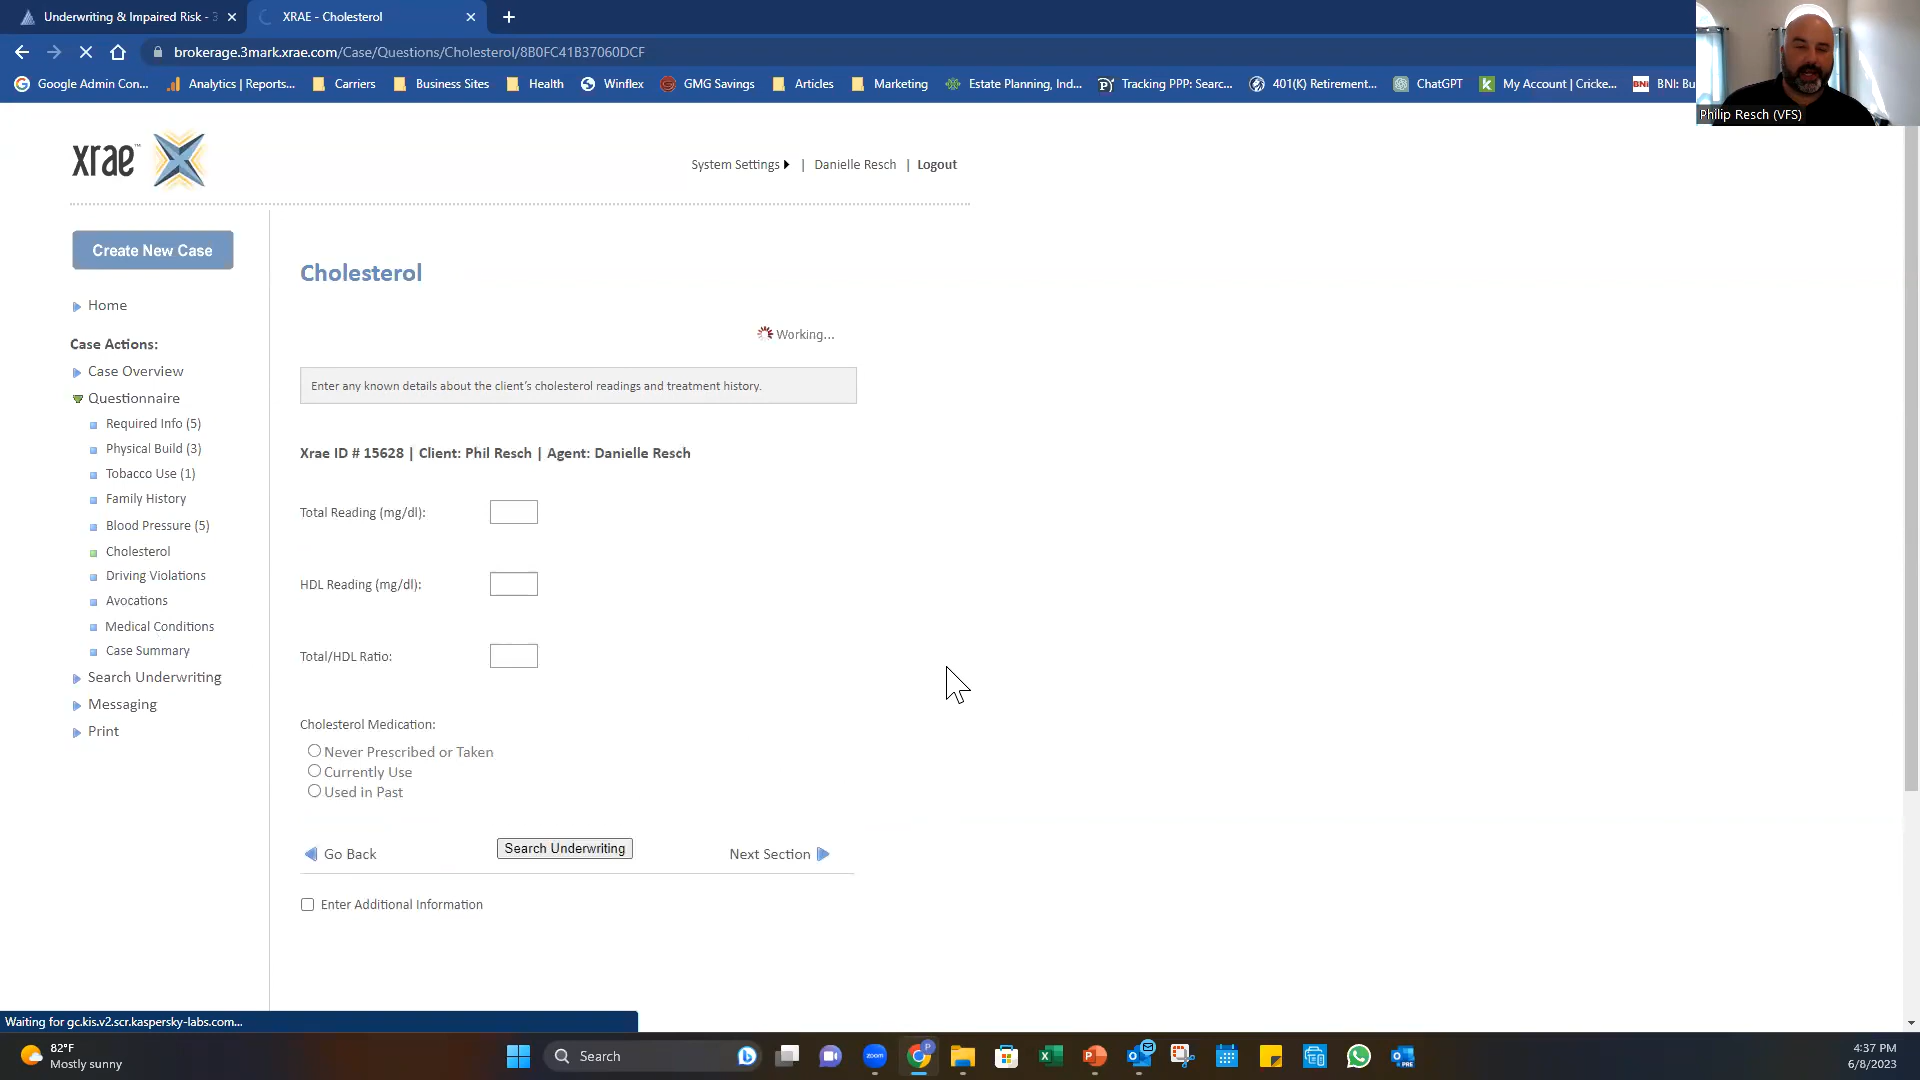 Underwriting & Impaired Risk - 3
XRAE - Cholesterol
brokerage.3mark.xrae.com/Case/Questions/Cholesterol/8B0FC41B37060DCF
Google Admin Con...
Analytics | Reports...
Carriers
Business Sites
Health
Winflex
GMG Savings
Articles
Marketing
Estate Planning, Ind...
Tracking PPP: Searc...
401(K) Retirement...
ChatGPT
My Account | Cricke...
BNI: Bu
Philip Resch (VFS)
xrae™
System Settings | Danielle Resch | Logout
Create New Case
Home
Case Actions:
Case Overview
Questionnaire
Required Info (5)
Physical Build (3)
Tobacco Use (1)
Family History
Blood Pressure (5)
Cholesterol
Driving Violations
Avocations
Medical Conditions
Case Summary
Search Underwriting
Messaging
Print
Cholesterol
Working...
Enter any known details about the client's cholesterol readings and treatment history.
Xrae ID # 15628 | Client: Phil Resch | Agent: Danielle Resch
Total Reading (mg/dl):
HDL Reading (mg/dl):
Total/HDL Ratio:
Cholesterol Medication:
Never Prescribed or Taken
Currently Use
Used in Past
Go Back
Search Underwriting
Next Section
Enter Additional Information
Waiting for gc.kis.v2.scr.kaspersky-labs.com...
82°F
Mostly sunny
Search
zoom
4:37 PM
6/8/2023